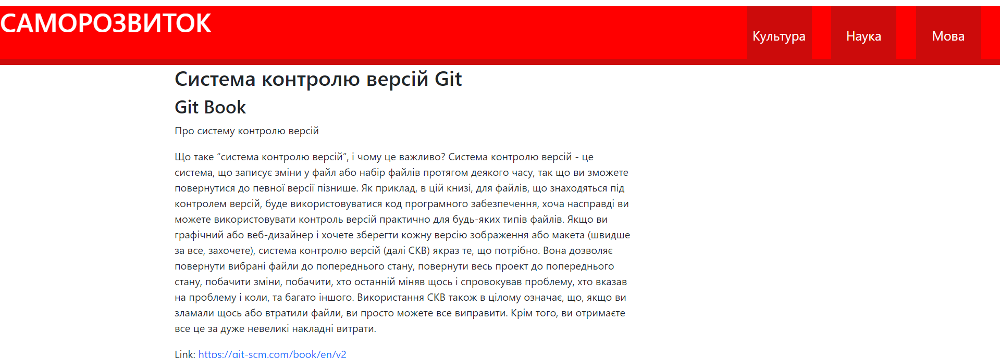 САМОРОЗВИТОК
Культура
Наука
Мова
Система контролю версій Git
Git Book
Про систему контролю версій
Що таке “система контролю версій”, і чому це важливо? Система контролю версій - це
система, що записує зміни у файл або набір файлів протягом деякого часу, так що ви зможете
повернутися до певної версії пізнише. Як приклад, в цій книзі, для файлів, що знаходяться під
контролем версій, буде використовуватися код програмного забезпечення, хоча насправді ви
можете використовувати контроль версій практично для будь-яких типів файлів. Якщо ви
графічний або веб-дизайнер і хочете зберегти кожну версію зображення або макета (швидше
за все, захочете), система контролю версій (далі СКВ) якраз те, що потрібно. Вона дозволяє
повернути вибрані файли до попереднього стану, повернути весь проект до попереднього
стану, побачити зміни, побачити, хто останній міняв щось і спровокував проблему, хто вказав
на проблему і коли, та багато іншого. Використання СКВ також в цілому означає, що, якщо ви
зламали щось або втратили файли, ви просто можете все виправити. Крім того, ви отримаєте
все це за дуже невеликі накладні витрати.
Link: https://git-scm.com/book/en/v2